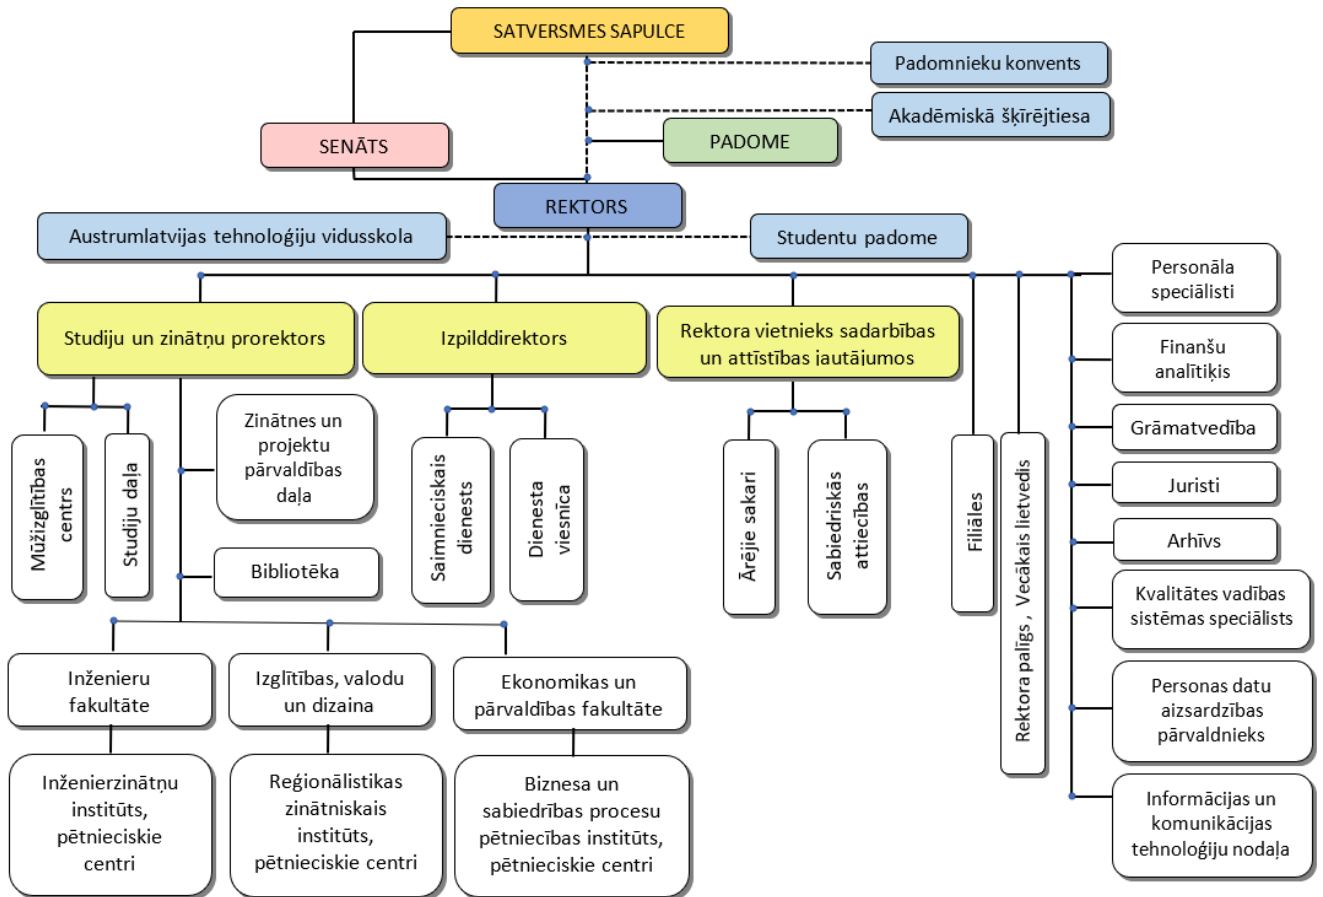 SATVERSMES SAPULCE
Padomnieku konvents
Akadēmiskā šķīrējtiesa
SENĀTS
PADOME
REKTORS
Austrumlatvijas tehnoloģiju vidusskola
Studentu padome
Personāla
speciālisti
Studiju un zinātņu prorektors
Izpilddirektors
Rektora vietnieks sadarbības
un attīstības jautājumos
Finanšu
analītiķis
Grāmatvedība
Juristi
Arhīvs
Kvalitātes vadības
sistēmas speciālists
Personas datu
aizsardzības
pārvaldnieks
Informācijas un
komunikācijas
tehnoloģiju nodaļa
Mūžizglītības
centrs
Studiju daļa
Zinātnes un
projektu
pārvaldības
daļa
Bibliotēka
Saimnieciskais
dienests
Dienesta
viesnīca
Ārējie sakari
Sabiedriskās
attiecības
Filiāles
Rektora palīgs , Vecākais lietvedis
Inženieru
fakultāte
Izglītības, valodu
un dizaina
Ekonomikas un
pārvaldības fakultāte
Inženierzinātņu
institūts,
pētnieciskie
centri
Reģionālistikas
zinātniskais
institūts,
pētnieciskie centri
Biznesa un
sabiedrības procesu
pētniecības institūts,
pētnieciskie centri